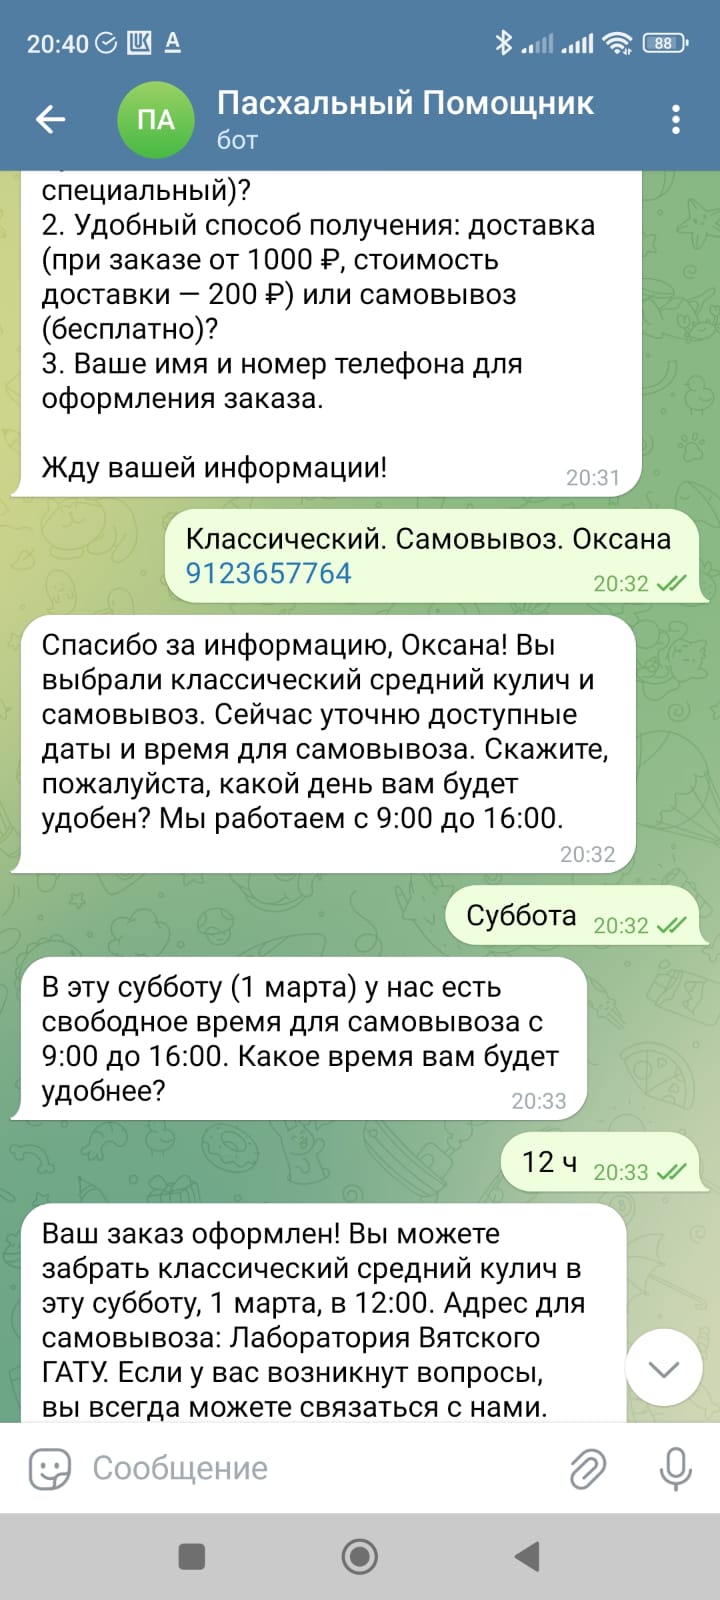 20:40
A
88
ПА
Пасхальный Помощник
бот
специальный)?
2. Удобный способ получения: доставка
(при заказе от 1000 ₽, стоимость
доставки — 200 ₽) или самовывоз
(бесплатно)?
3. Ваше имя и номер телефона для
оформления заказа.
Жду вашей информации!
20:31
Классический. Самовывоз. Оксана
9123657764
20:32
Спасибо за информацию, Оксана! Вы
выбрали классический средний кулич и
самовывоз. Сейчас уточню доступные
даты и время для самовывоза. Скажите,
пожалуйста, какой день вам будет
удобен? Мы работаем с 9:00 до 16:00.
20:32
Суббота
20:32
В эту субботу (1 марта) у нас есть
свободное время для самовывоза с
9:00 до 16:00. Какое время вам будет
удобнее?
20:33
12 ч
20:33
Ваш заказ оформлен! Вы можете
забрать классический средний кулич в
эту субботу, 1 марта, в 12:00. Адрес для
самовывоза: Лаборатория Вятского
ГАТУ. Если у вас возникнут вопросы,
вы всегда можете связаться с нами.
Сообщение